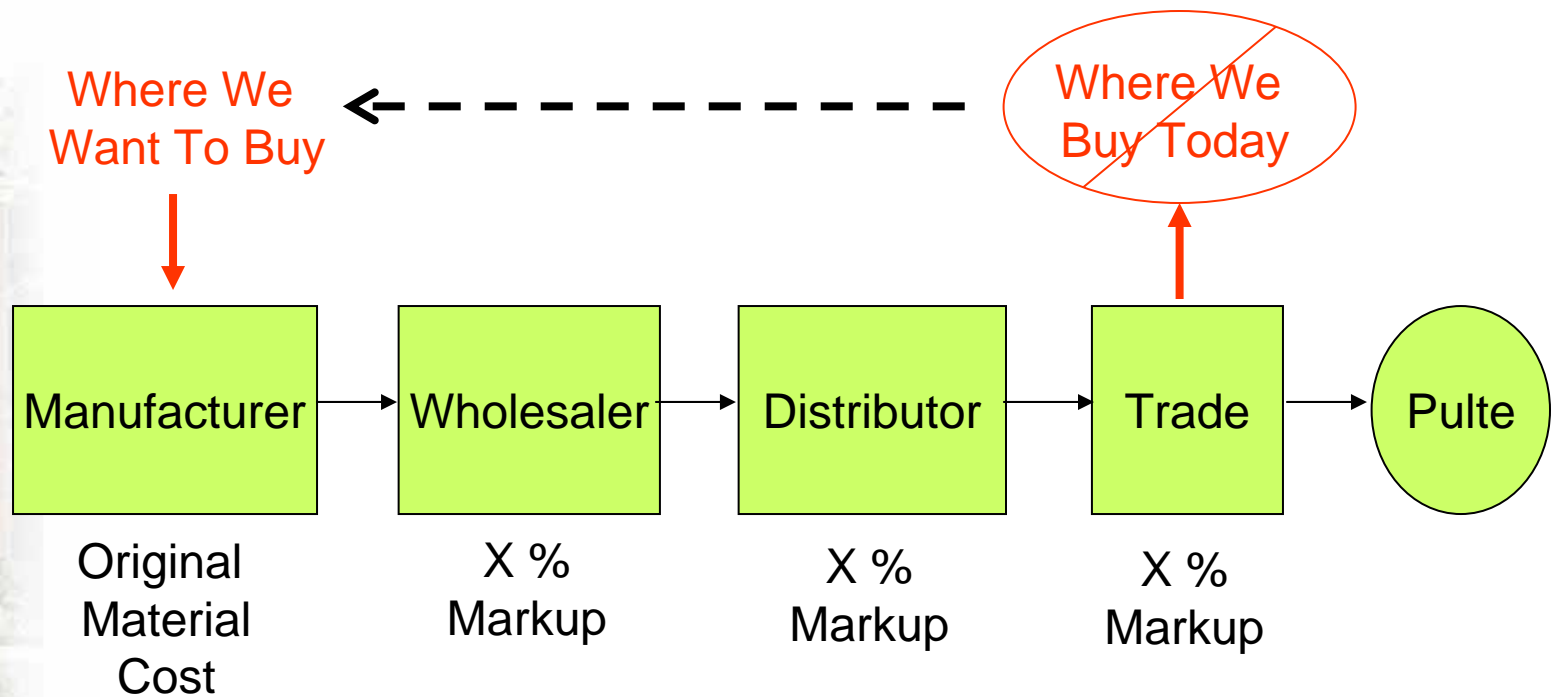 Where We
Want To Buy
Where We
Buy Today
Manufacturer
Wholesaler
Distributor
Trade
Pulte
Original
Material
Cost
X %
Markup
X %
Markup
X %
Markup